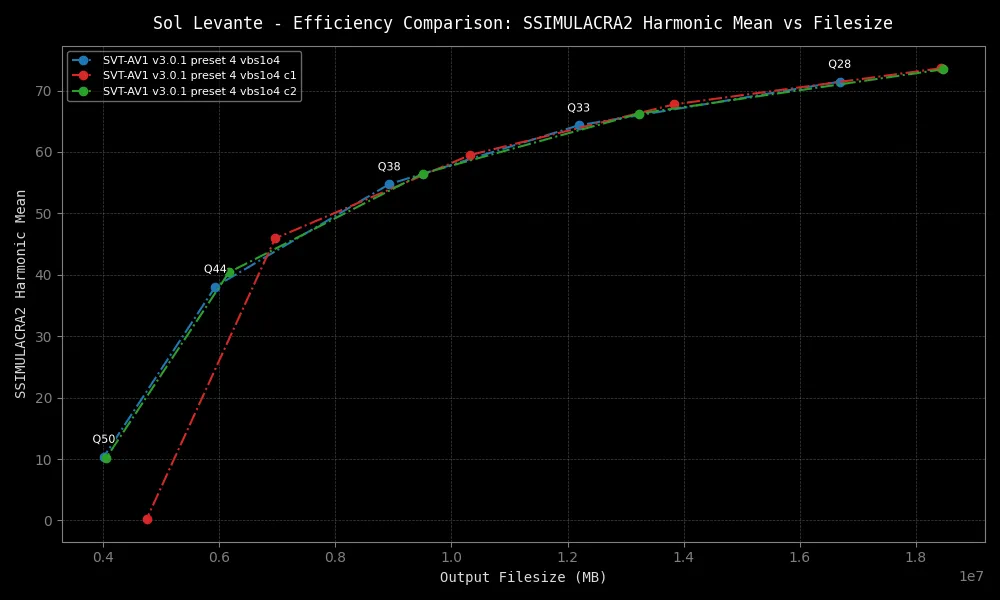 Sol Levante - Efficiency Comparison: SSIMULACRA2 Harmonic Mean vs Filesize
SVT-AV1 v3.0.1 preset 4 vbs1o4
SVT-AV1 v3.0.1 preset 4 vbs1o4 c1
SVT-AV1 v3.0.1 preset 4 vbs1o4 c2
Q28
Q33
Q38
Q44
Q50
SSIMULACRA2 Harmonic Mean
70
60
50
40
30
20
10
0
0.4 0.6 0.8 1.0 1.2 1.4 1.6 1.8
1e7
Output Filesize (MB)